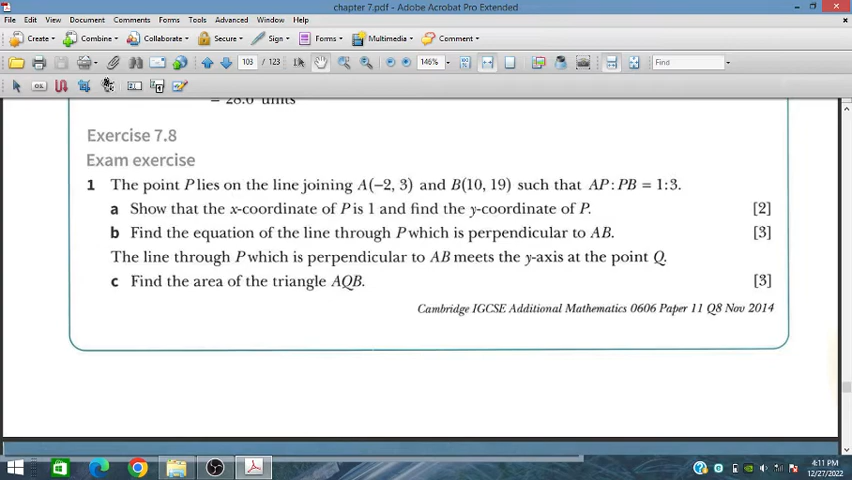 chapter 7.pdf - Adobe Acrobat Pro Extended
File Edit View Document Comments Forms Tools Advanced Window Help
Create Combine Collaborate Secure Sign Forms Multimedia Comment
103 / 123 146% Find
= 28.6 units
Exercise 7.8
Exam exercise
1 The point P lies on the line joining A(−2, 3) and B(10, 19) such that AP : PB = 1:3.
a Show that the x-coordinate of P is 1 and find the y-coordinate of P. [2]
b Find the equation of the line through P which is perpendicular to AB. [3]
The line through P which is perpendicular to AB meets the y-axis at the point Q.
c Find the area of the triangle AQB. [3]
Cambridge IGCSE Additional Mathematics 0606 Paper 11 Q8 Nov 2014
4:11 PM
12/27/2022